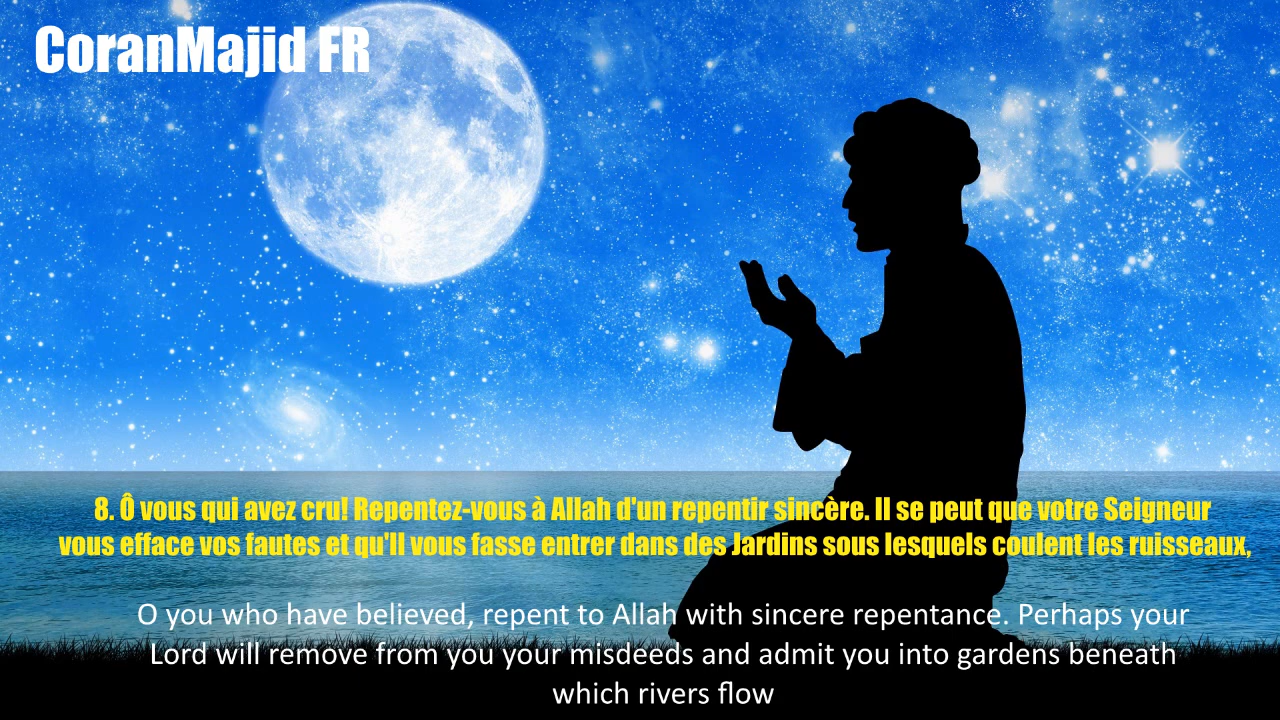 CoranMajid FR
8. Ô vous qui avez cru! Repentez-vous à Allah d'un repentir sincère. Il se peut que votre Seigneur
vous efface vos fautes et qu'Il vous fasse entrer dans des Jardins sous lesquels coulent les ruisseaux,
O you who have believed, repent to Allah with sincere repentance. Perhaps your
Lord will remove from you your misdeeds and admit you into gardens beneath
which rivers flow